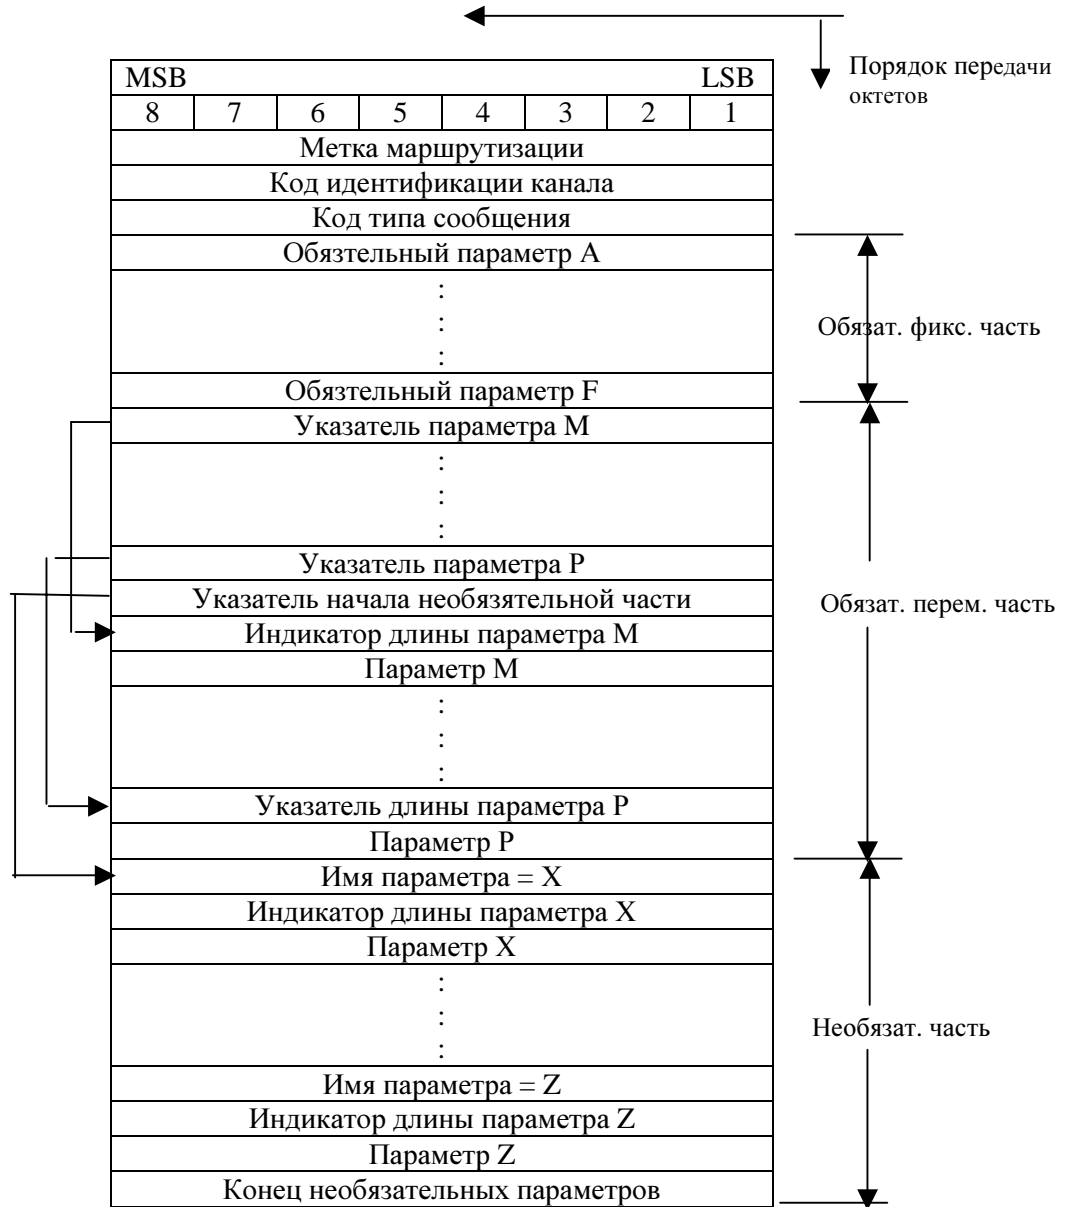 Порядок передачи
октетов
MSB LSB
8 7 6 5 4 3 2 1
Метка маршрутизации
Код идентификации канала
Код типа сообщения
Обязтельный параметр A
:
:
:
Обязат. фикс. часть
Обязтельный параметр F
Указатель параметра M
:
:
:
Указатель параметра P
Указатель начала необязятельной части
Обязат. перем. часть
Индикатор длины параметра M
Параметр M
:
:
:
Указатель длины параметра P
Параметр P
Имя параметра = X
Индикатор длины параметра X
Параметр X
:
:
:
Необязат. часть
Имя параметра = Z
Индикатор длины параметра Z
Параметр Z
Конец необязательных параметров